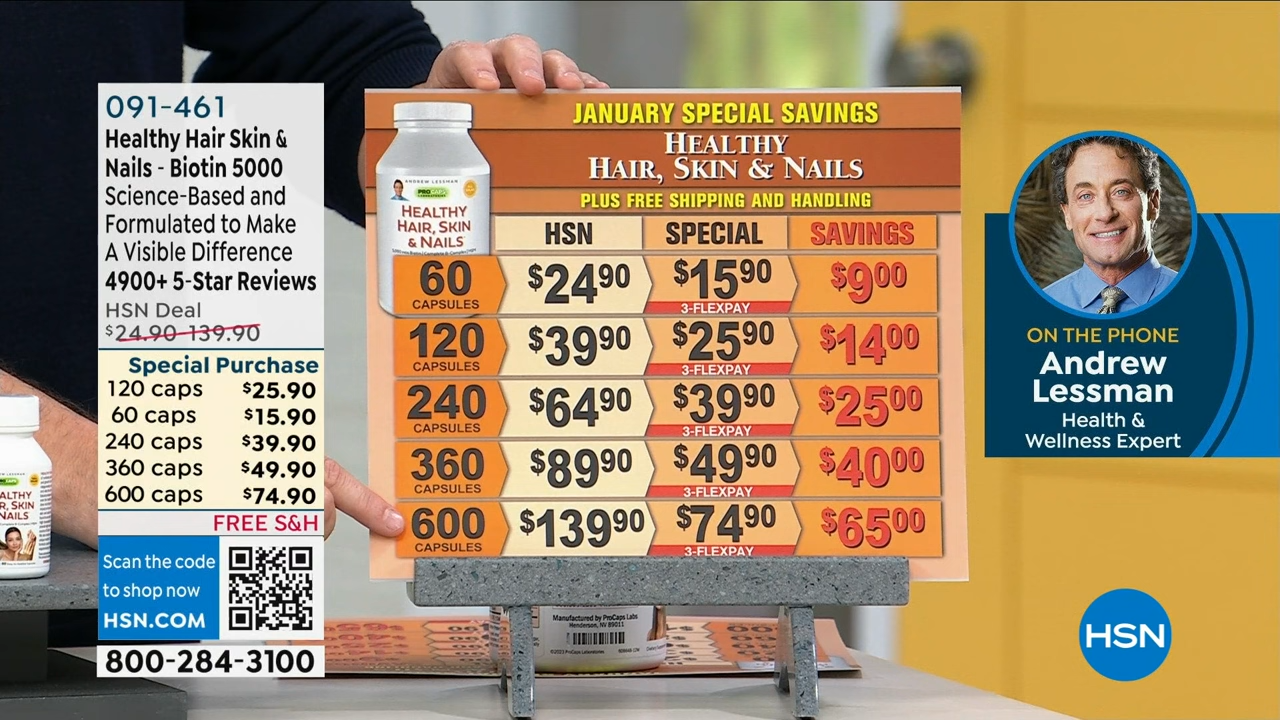 091-461
Healthy Hair Skin &
Nails - Biotin 5000
Science-Based and
Formulated to Make
A Visible Difference
4900+ 5-Star Reviews
HSN Deal
$24.90-139.90
Special Purchase
120 caps $25.90
60 caps $15.90
240 caps $39.90
360 caps $49.90
600 caps $74.90
FREE S&H
Scan the code
to shop now
HSN.COM
800-284-3100
JANUARY SPECIAL SAVINGS
HEALTHY
HAIR, SKIN & NAILS
PLUS FREE SHIPPING AND HANDLING
HSN SPECIAL SAVINGS
60 CAPSULES $24.90 $15.90 3-FLEXPAY $9.00
120 CAPSULES $39.90 $25.90 3-FLEXPAY $14.00
240 CAPSULES $64.90 $39.90 3-FLEXPAY $25.00
360 CAPSULES $89.90 $49.90 3-FLEXPAY $40.00
600 CAPSULES $139.90 $74.90 3-FLEXPAY $65.00
ANDREW LESSMAN
PROCAPS
HEALTHY
HAIR, SKIN
& NAILS
Manufactured by ProCaps Labs
Henderson, NV 89011
ALTHY
R, SKIN
NAILS
ON THE PHONE
Andrew
Lessman
Health &
Wellness Expert
HSN